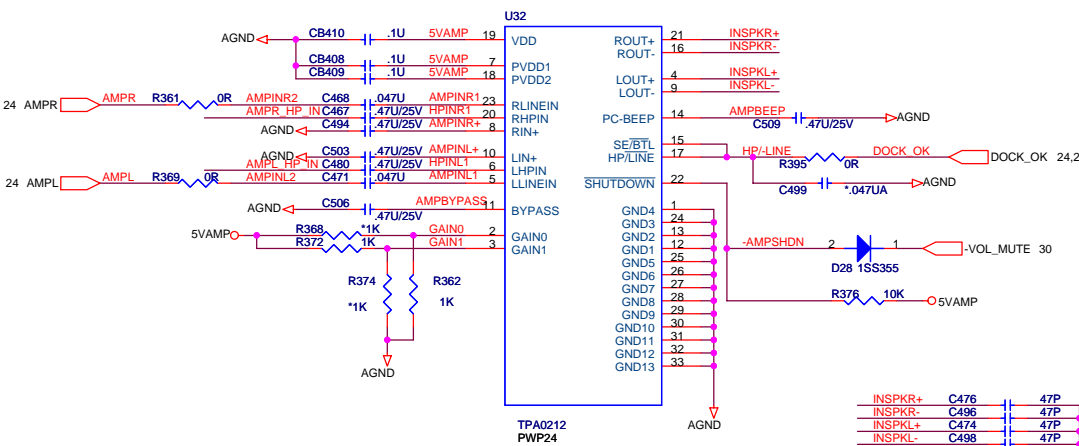 U32
AGND CB410 .1U 5VAMP 19 VDD ROUT+ 21 INSPKR+
ROUT- 16 INSPKR-
CB408 .1U 5VAMP 7 PVDD1
CB409 .1U 5VAMP 18 PVDD2
LOUT+ 4 INSPKL+
LOUT- 9 INSPKL-
24 AMPR AMPR R361 0R AMPINR2 C468 .047U AMPINR1 23 RLINEIN
AMPR_HP_IN C467 .47U/25V HPINR1 20 RHPIN PC-BEEP 14 AMPBEEP C509 .47U/25V AGND
AGND C494 .47U/25V AMPINR+ 8 RIN+
SE/BTL 15
AGND C503 .47U/25V AMPINL+ 10 LIN+ HP/LINE 17 HP/-LINE R395 0R DOCK_OK DOCK_OK 24,2
AMPL_HP_IN C480 .47U/25V HPINL1 6 LHPIN
24 AMPL AMPL R369 0R AMPINL2 C471 .047U AMPINL1 5 LLINEIN SHUTDOWN 22 C499 *.047UA AGND
AGND C506 .47U/25V AMPBYPASS 11 BYPASS
5VAMP R368 *1K GAIN0 2 GAIN0
R372 1K GAIN1 3 GAIN1
GND4 1
GND3 24
GND2 13
GND1 12
GND5 25
GND6 26
GND7 27
GND8 28
GND9 29
GND10 30
GND11 31
GND12 32
GND13 33
-AMPSHDN 2 1 -VOL_MUTE 30
D28 1SS355
R376 10K 5VAMP
R374 *1K
R362 1K
AGND
AGND
TPA0212
PWP24
INSPKR+ C476 47P
INSPKR- C496 47P
INSPKL+ C474 47P
INSPKL- C498 47P